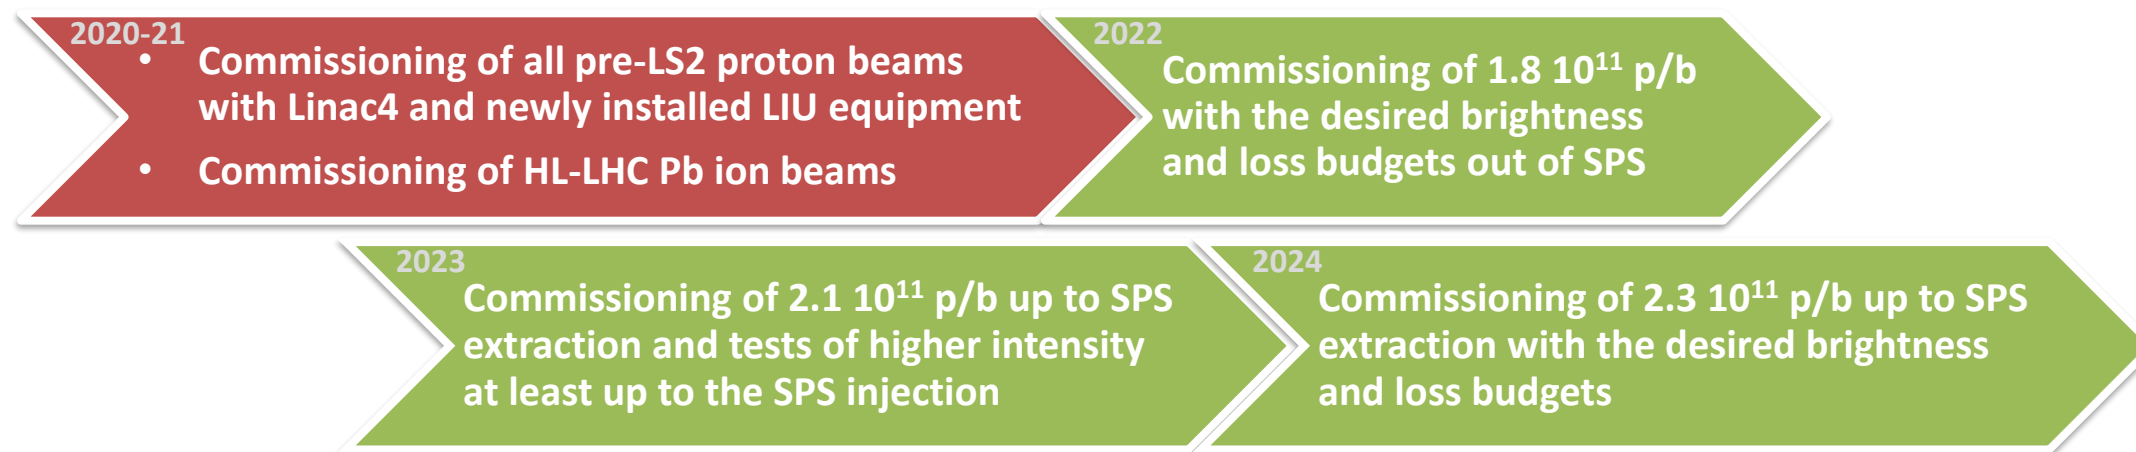 2020-21
• Commissioning of all pre-LS2 proton beams
with Linac4 and newly installed LIU equipment
• Commissioning of HL-LHC Pb ion beams
2022
Commissioning of 1.8 10¹¹ p/b
with the desired brightness
and loss budgets out of SPS
2023
Commissioning of 2.1 10¹¹ p/b up to SPS
extraction and tests of higher intensity
at least up to the SPS injection
2024
Commissioning of 2.3 10¹¹ p/b up to SPS
extraction with the desired brightness
and loss budgets